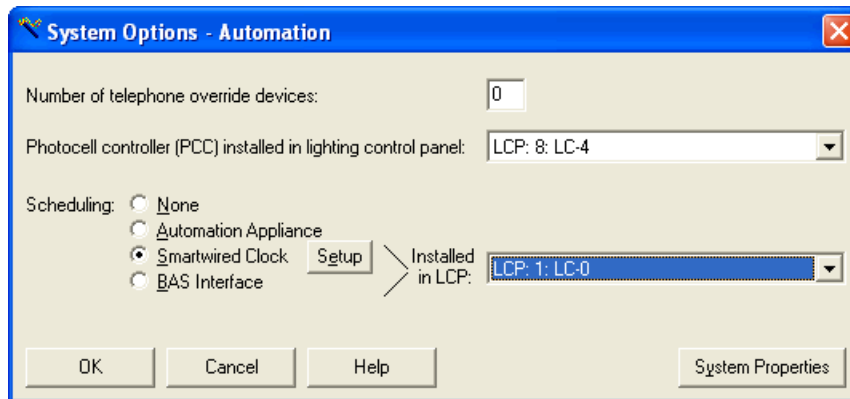 System Options - Automation
Number of telephone override devices: 0
Photocell controller (PCC) installed in lighting control panel: LCP: 8: LC-4
Scheduling: None
Automation Appliance
Smartwired Clock Setup Installed in LCP: LCP: 1: LC-0
BAS Interface
OK Cancel Help System Properties